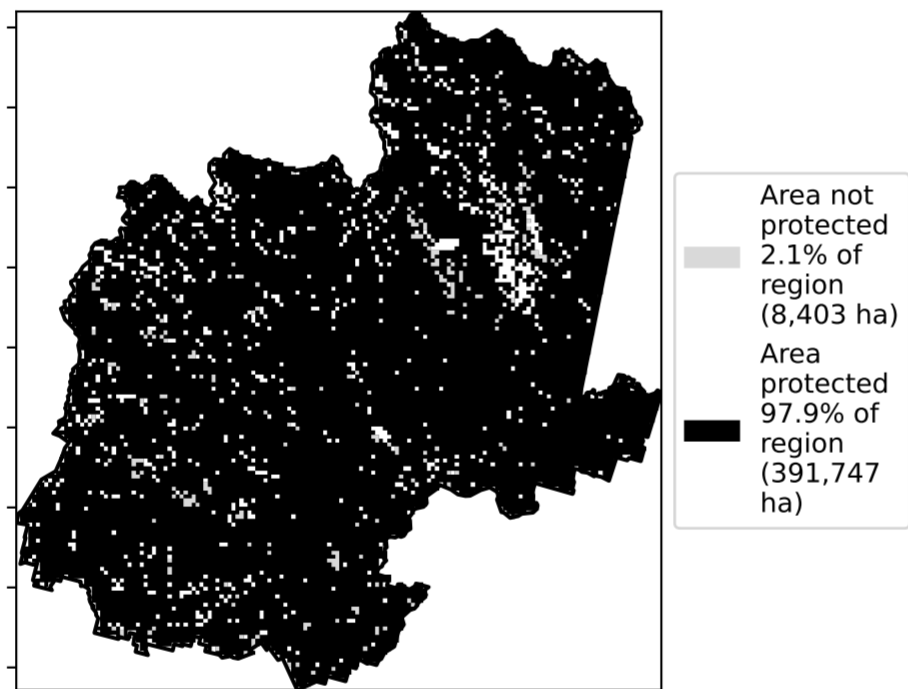 Area not
protected
2.1% of
region
(8,403 ha)
Area
protected
97.9% of
region
(391,747
ha)